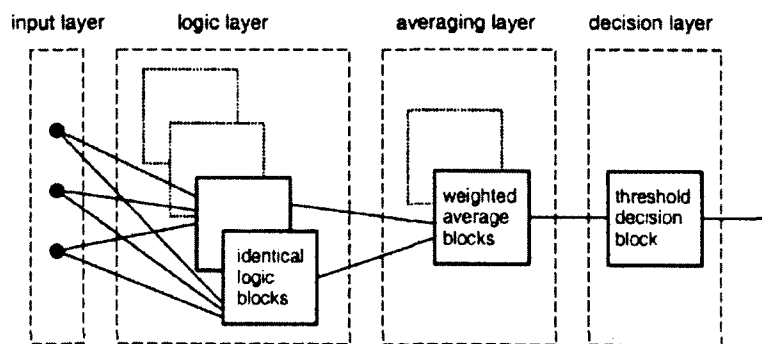 input layer
logic layer
averaging layer
decision layer
identical
logic
blocks
weighted
average
blocks
threshold
decision
block